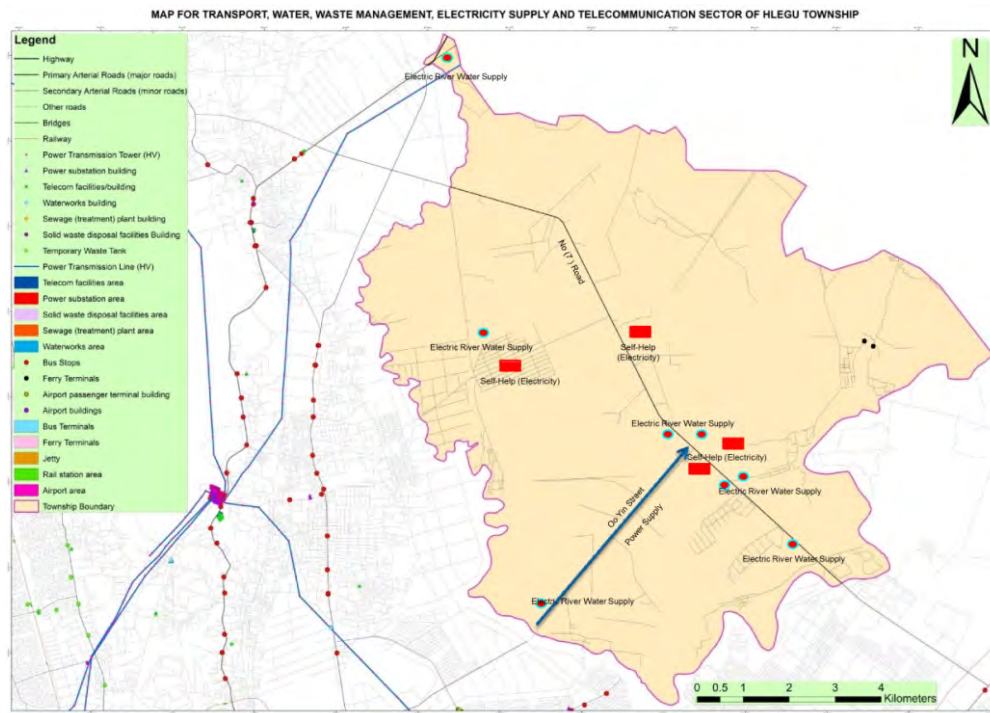 MAP FOR TRANSPORT, WATER, WASTE MANAGEMENT, ELECTRICITY SUPPLY AND TELECOMMUNICATION SECTOR OF HLEGU TOWNSHIP
Legend
Highway
Primary Arterial Roads (major roads)
Secondary Arterial Roads (minor roads)
Other roads
Bridges
Railway
Power Transmission Tower (HV)
Power substation building
Telecom facilities/building
Waterworks building
Sewage (treatment) plant building
Solid waste disposal facilities Building
Temporary Waste Tank
Power Transmission Line (HV)
Telecom facilities area
Power substation area
Solid waste disposal facilities area
Sewage (treatment) plant area
Waterworks area
Bus Stops
Ferry Terminals
Airport passenger terminal building
Airport buildings
Bus Terminals
Ferry Terminals
Jetty
Rail station area
Airport area
Township Boundary
N
Electric River Water Supply
No (7 ) Road
Electric River Water Supply
Self-Help (Electricity)
Self-Help
(Electricity)
Electric River Water Supply
Self-Help (Electricity)
Electric River Water Supply
Oo Yin Street
Power Supply
Electric River Water Supply
Electric River Water Supply
0 0.5 1 2 3 4
Kilometers